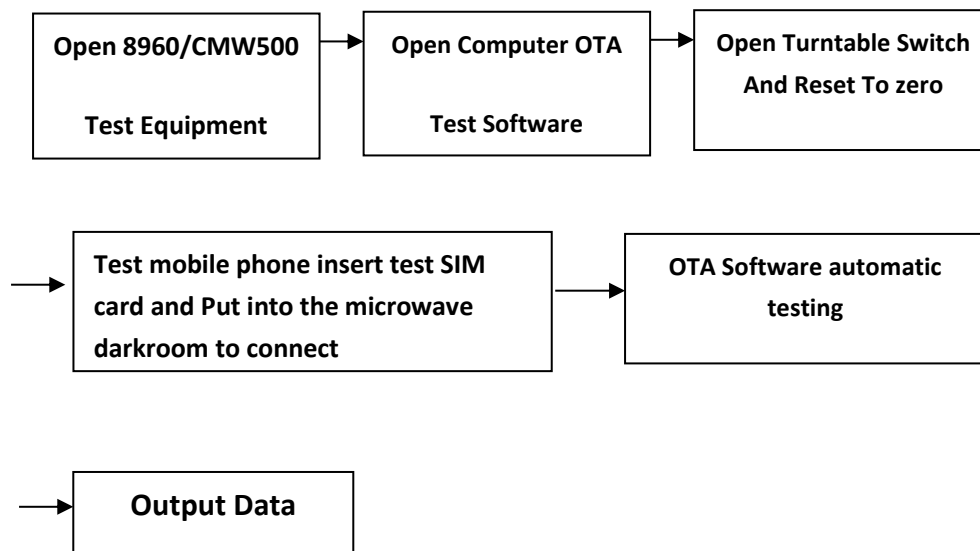 Open 8960/CMW500
Test Equipment
Open Computer OTA
Test Software
Open Turntable Switch
And Reset To zero
Test mobile phone insert test SIM
card and Put into the microwave
darkroom to connect
OTA Software automatic
testing
Output Data